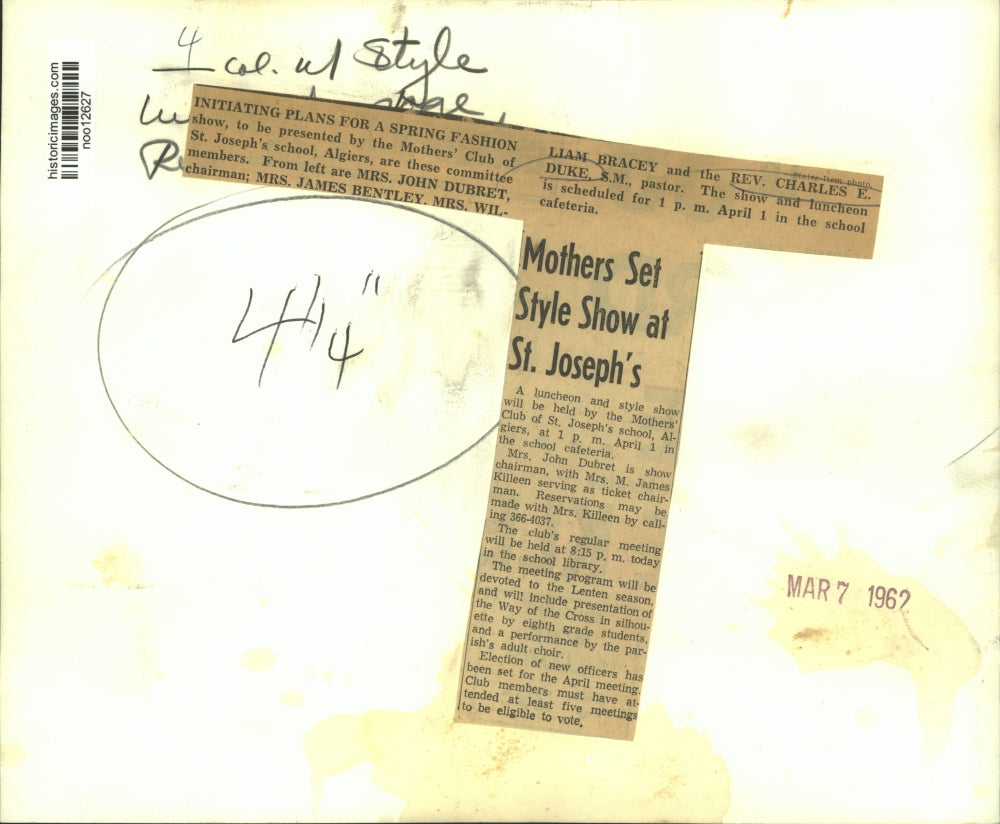 4 col. w/ Style
page,
historicimages.com
noo12627
INITIATING PLANS FOR A SPRING FASHION
show, to be presented by the Mothers' Club of
St. Joseph's school, Algiers, are these committee
members. From left are MRS. JOHN DUBRET,
chairman; MRS. JAMES BENTLEY, MRS. WIL-
States-Item photo.
LIAM BRACEY and the REV. CHARLES E.
DUKE, S.M., pastor. The show and luncheon
is scheduled for 1 p. m. April 1 in the school
cafeteria.
4 1/4"
Mothers Set
Style Show at
St. Joseph's
A luncheon and style show
will be held by the Mothers'
Club of St. Joseph's school, Al-
giers, at 1 p. m. April 1 in
the school cafeteria.
Mrs. John Dubret is show
chairman, with Mrs. M. James
Killeen serving as ticket chair-
man. Reservations may be
made with Mrs. Killeen by call-
ing 366-4037.
The club's regular meeting
will be held at 8:15 p. m. today
in the school library.
The meeting program will be
devoted to the Lenten season,
and will include presentation of
the Way of the Cross in silhou-
ette by eighth grade students,
and a performance by the par-
ish's adult choir.
Election of new officers has
been set for the April meeting.
Club members must have at-
tended at least five meetings
to be eligible to vote.
MAR 7 1962